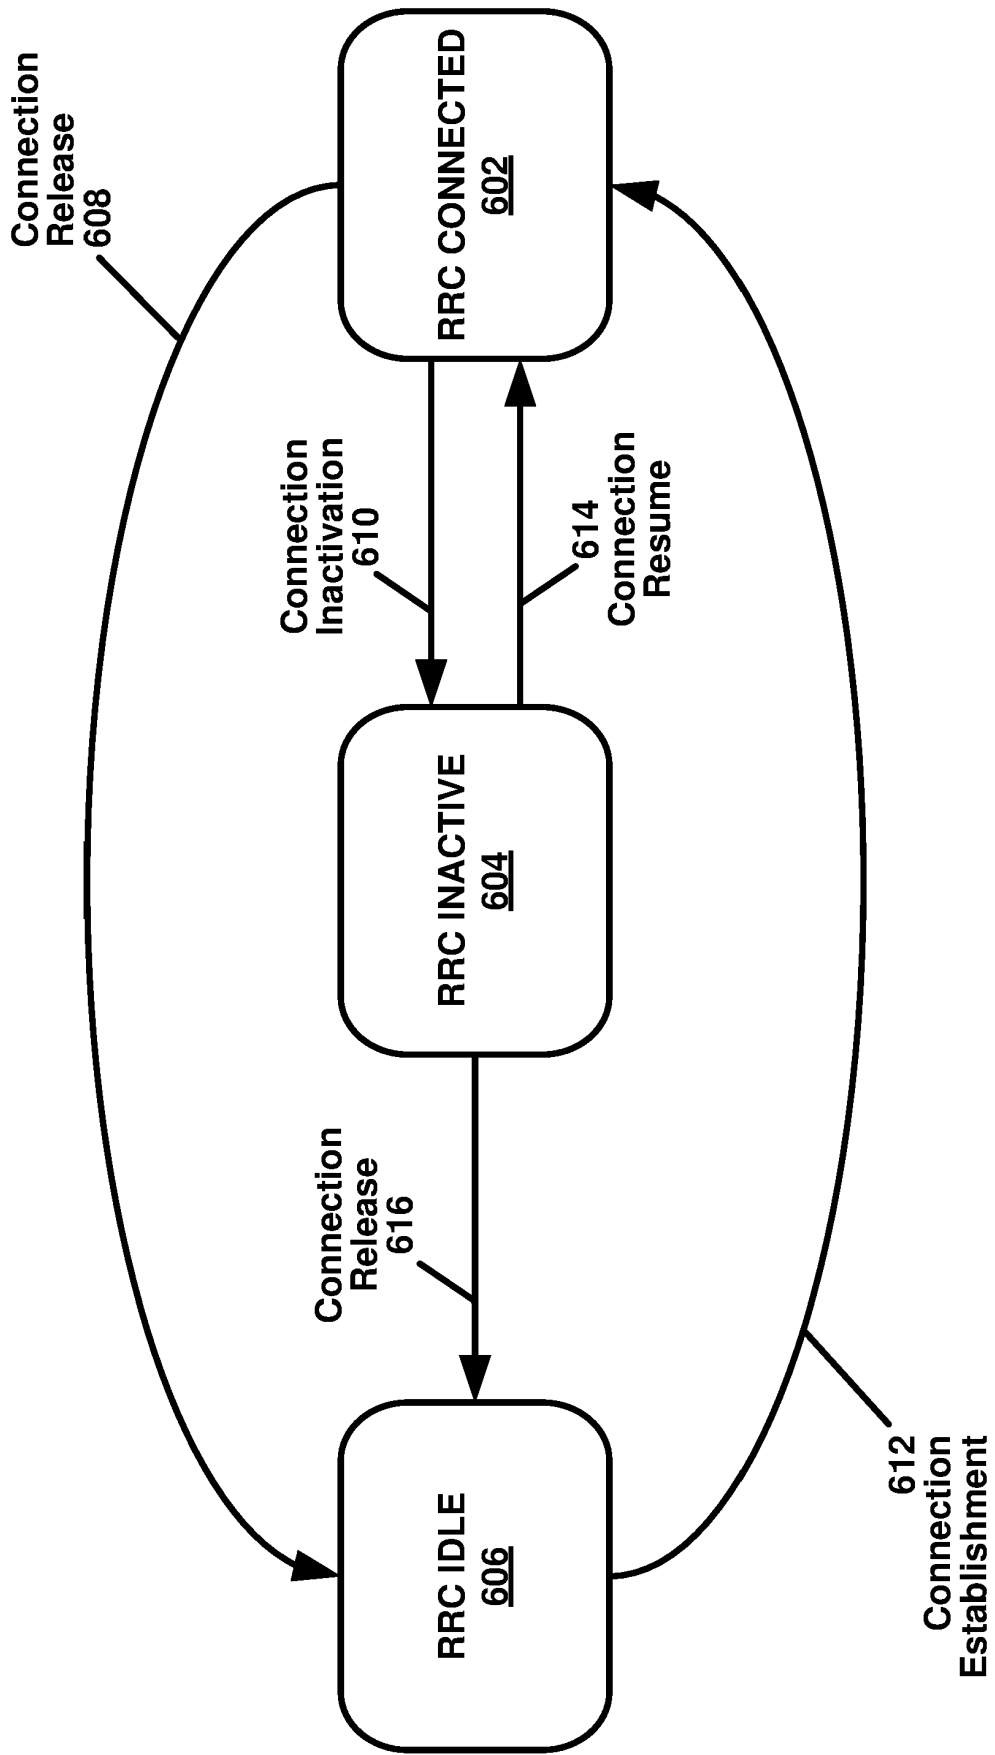 Connection
Release
608
RRC IDLE
606
Connection
Release
616
RRC INACTIVE
604
Connection
Inactivation
610
614
Connection
Resume
RRC CONNECTED
602
612
Connection
Establishment